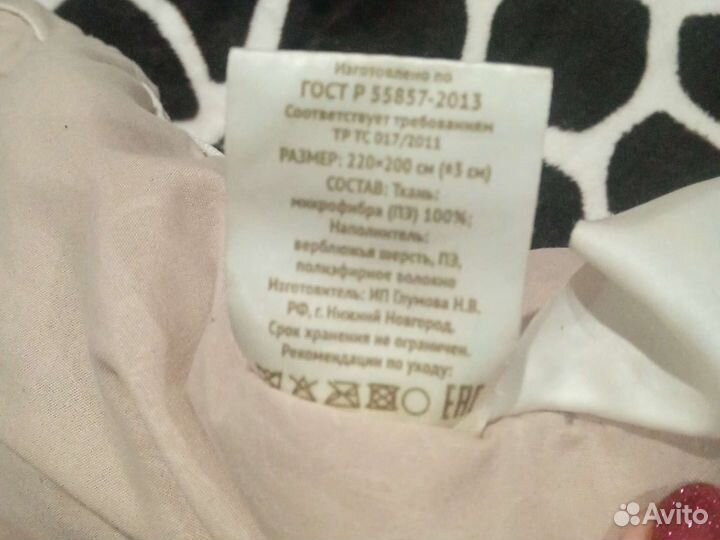 Изготовлено по
ГОСТ Р 55857-2013
Соответствует требованиям
ТР ТС 017/2011
РАЗМЕР: 220×200 см (±3 см)
СОСТАВ: Ткань:
микрофибра (ПЭ) 100%;
Наполнитель:
верблюжья шерсть, ПЭ,
полиэфирное волокно
Изготовитель: ИП Глумова Н.В.
РФ, г. Нижний Новгород.
Срок хранения не ограничен.
Рекомендации по уходу:
ЕАС
Avito